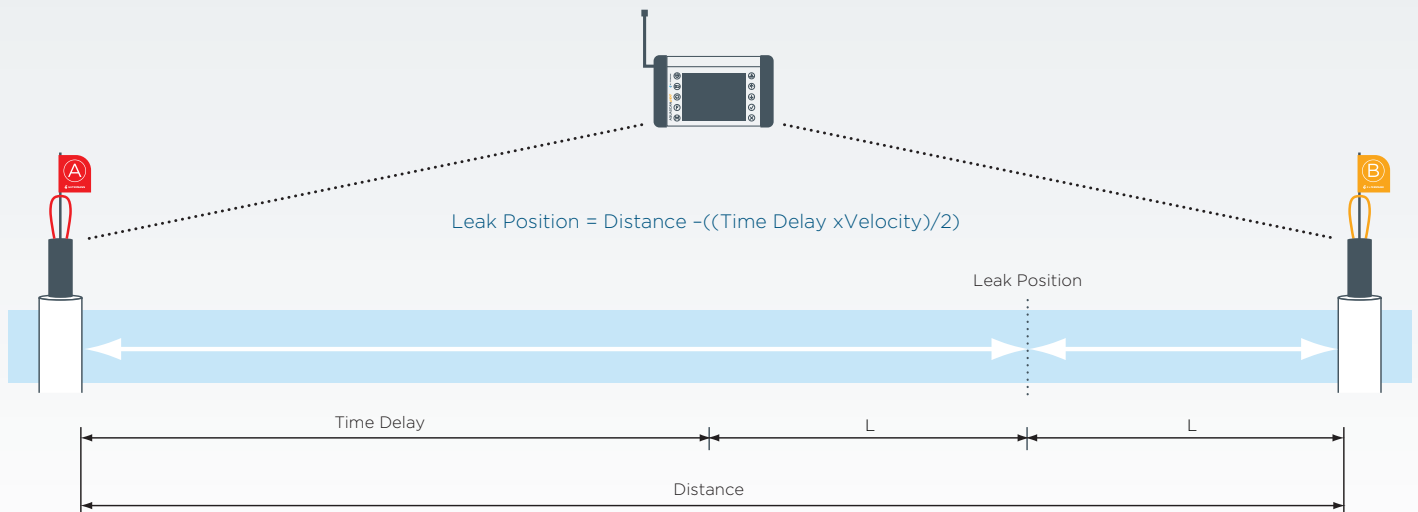 A
B
Leak Position = Distance –((Time Delay xVelocity)/2)
Leak Position
Time Delay
L
L
Distance